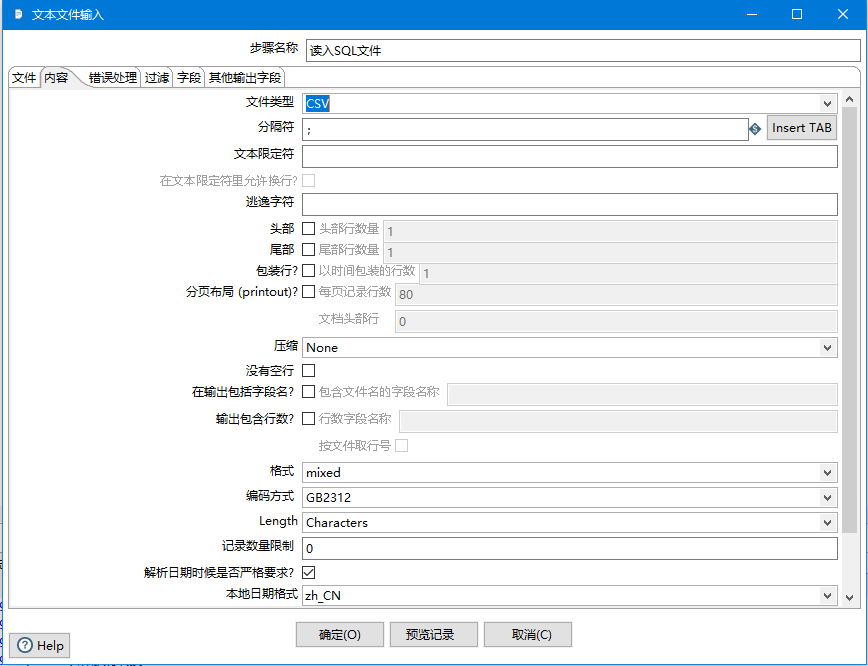 文本文件输入
步骤名称 读入SQL文件
文件 内容 错误处理 过滤 字段 其他输出字段
文件类型 CSV
分隔符 ; Insert TAB
文本限定符
在文本限定符里允许换行?
逃逸字符
头部 头部行数量 1
尾部 尾部行数量 1
包装行? 以时间包装的行数 1
分页布局 (printout)? 每页记录行数 80
文档头部行 0
压缩 None
没有空行
在输出包括字段名? 包含文件名的字段名称
输出包含行数? 行数字段名称
按文件取行号
格式 mixed
编码方式 GB2312
Length Characters
记录数量限制 0
解析日期时候是否严格要求?
本地日期格式 zh_CN
确定(O) 预览记录 取消(C)
Help